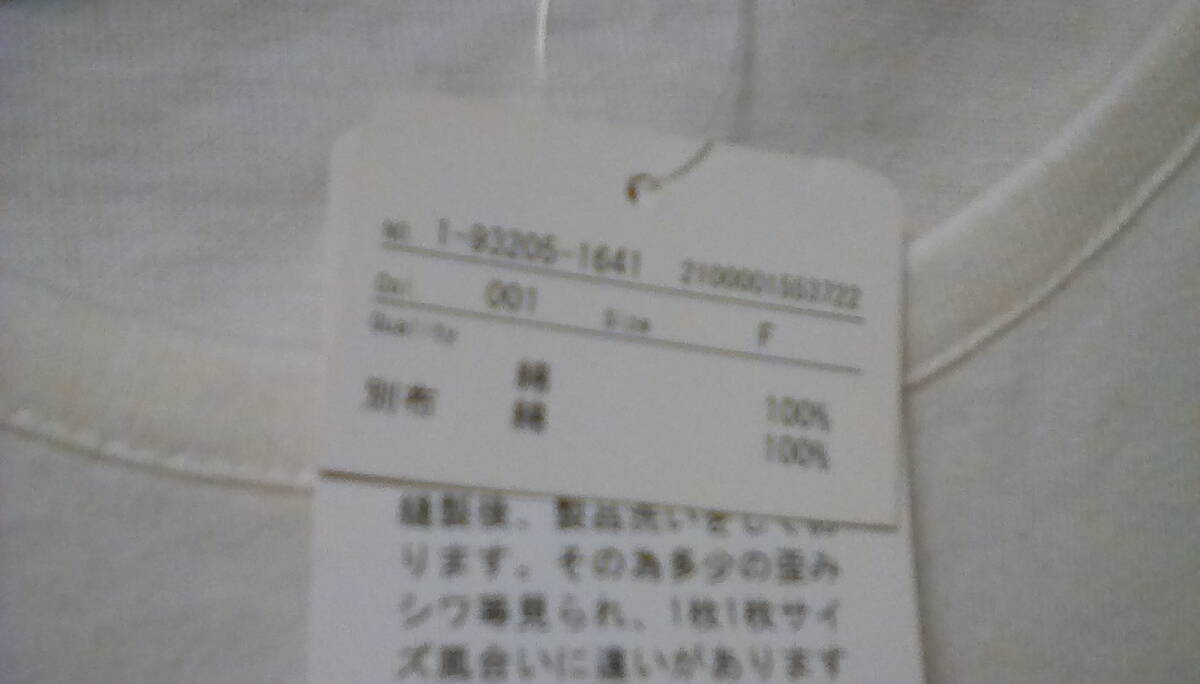 NO 1-93205-1641 2100001553722
Col 001 Size F
Quality
綿 100%
別布 綿 100%
縫製後、製品洗いをしてお
ります。その為多少の歪み
シワ等見られ、1枚1枚サイ
ズ風合いに違いがあります